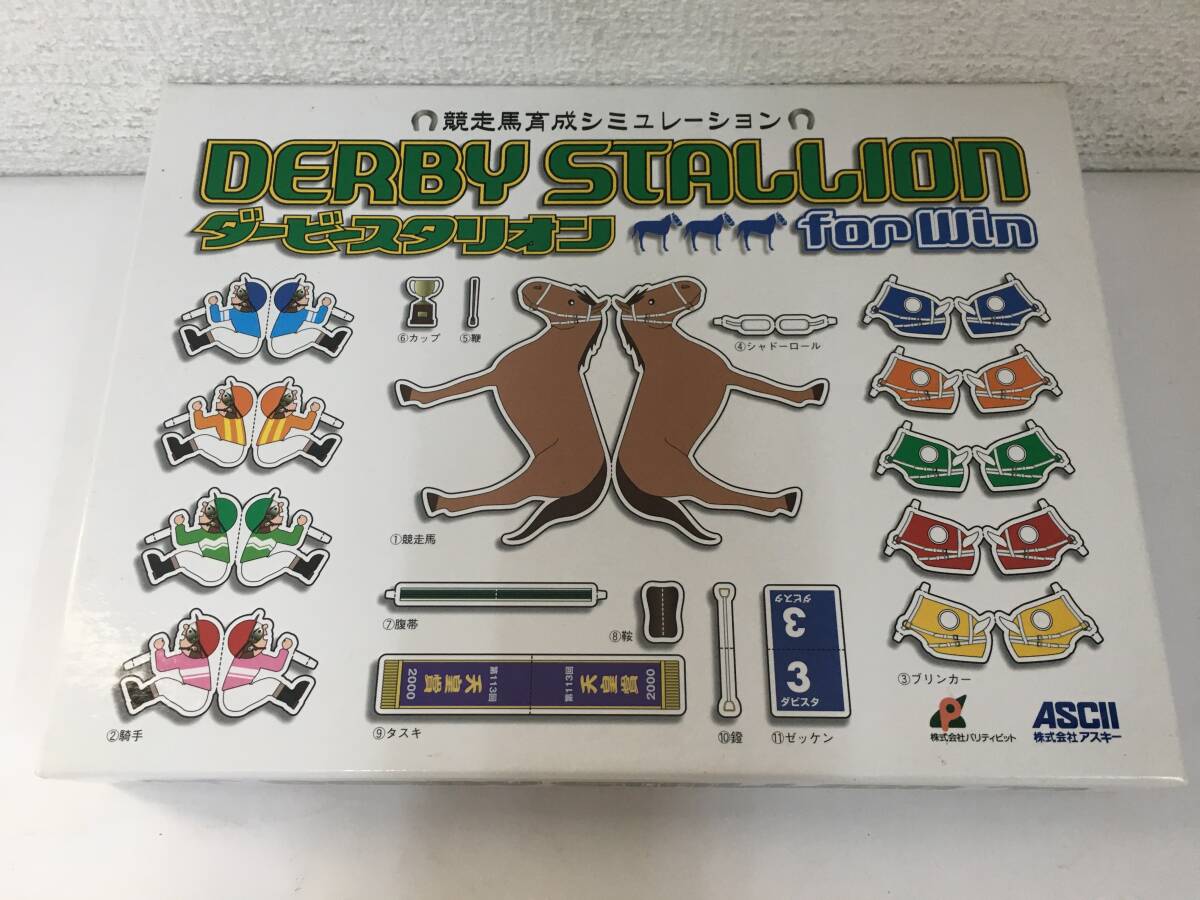 競走馬育成シミュレーション
DERBY STALLION
ダービースタリオン for Win
⑥カップ
⑤鞭
④シャドーロール
①競走馬
②騎手
③ブリンカー
⑦腹帯
⑧鞍
2000 第113回 天皇賞
第113回 天皇賞 2000
⑨タスキ
⑩鐙
3 ダビスタ
3
ダビスタ
⑪ゼッケン
株式会社パリティビット
ASCII
株式会社アスキー